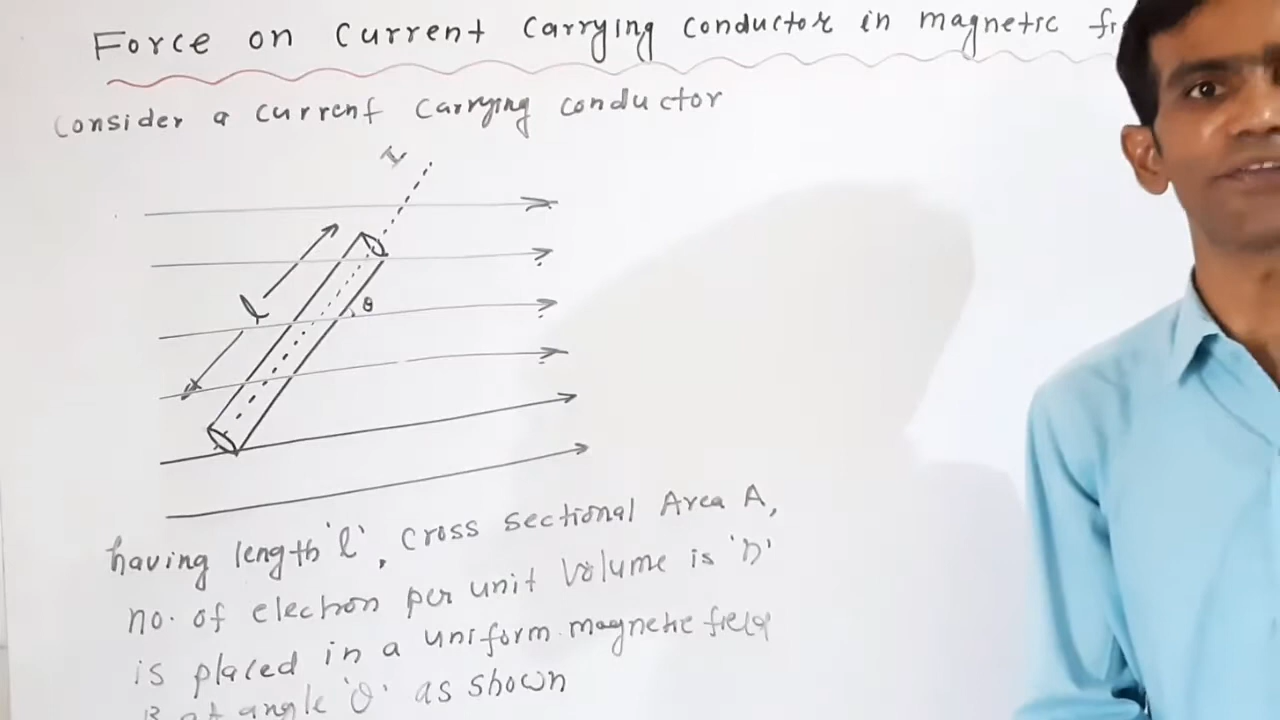 Force on current carrying conductor in magnetic
consider a current carrying conductor
I
l
θ
having length 'l', cross sectional Area A,
no. of electron per unit volume is 'n'
is placed in a uniform magnetic field
B at angle 'θ' as shown